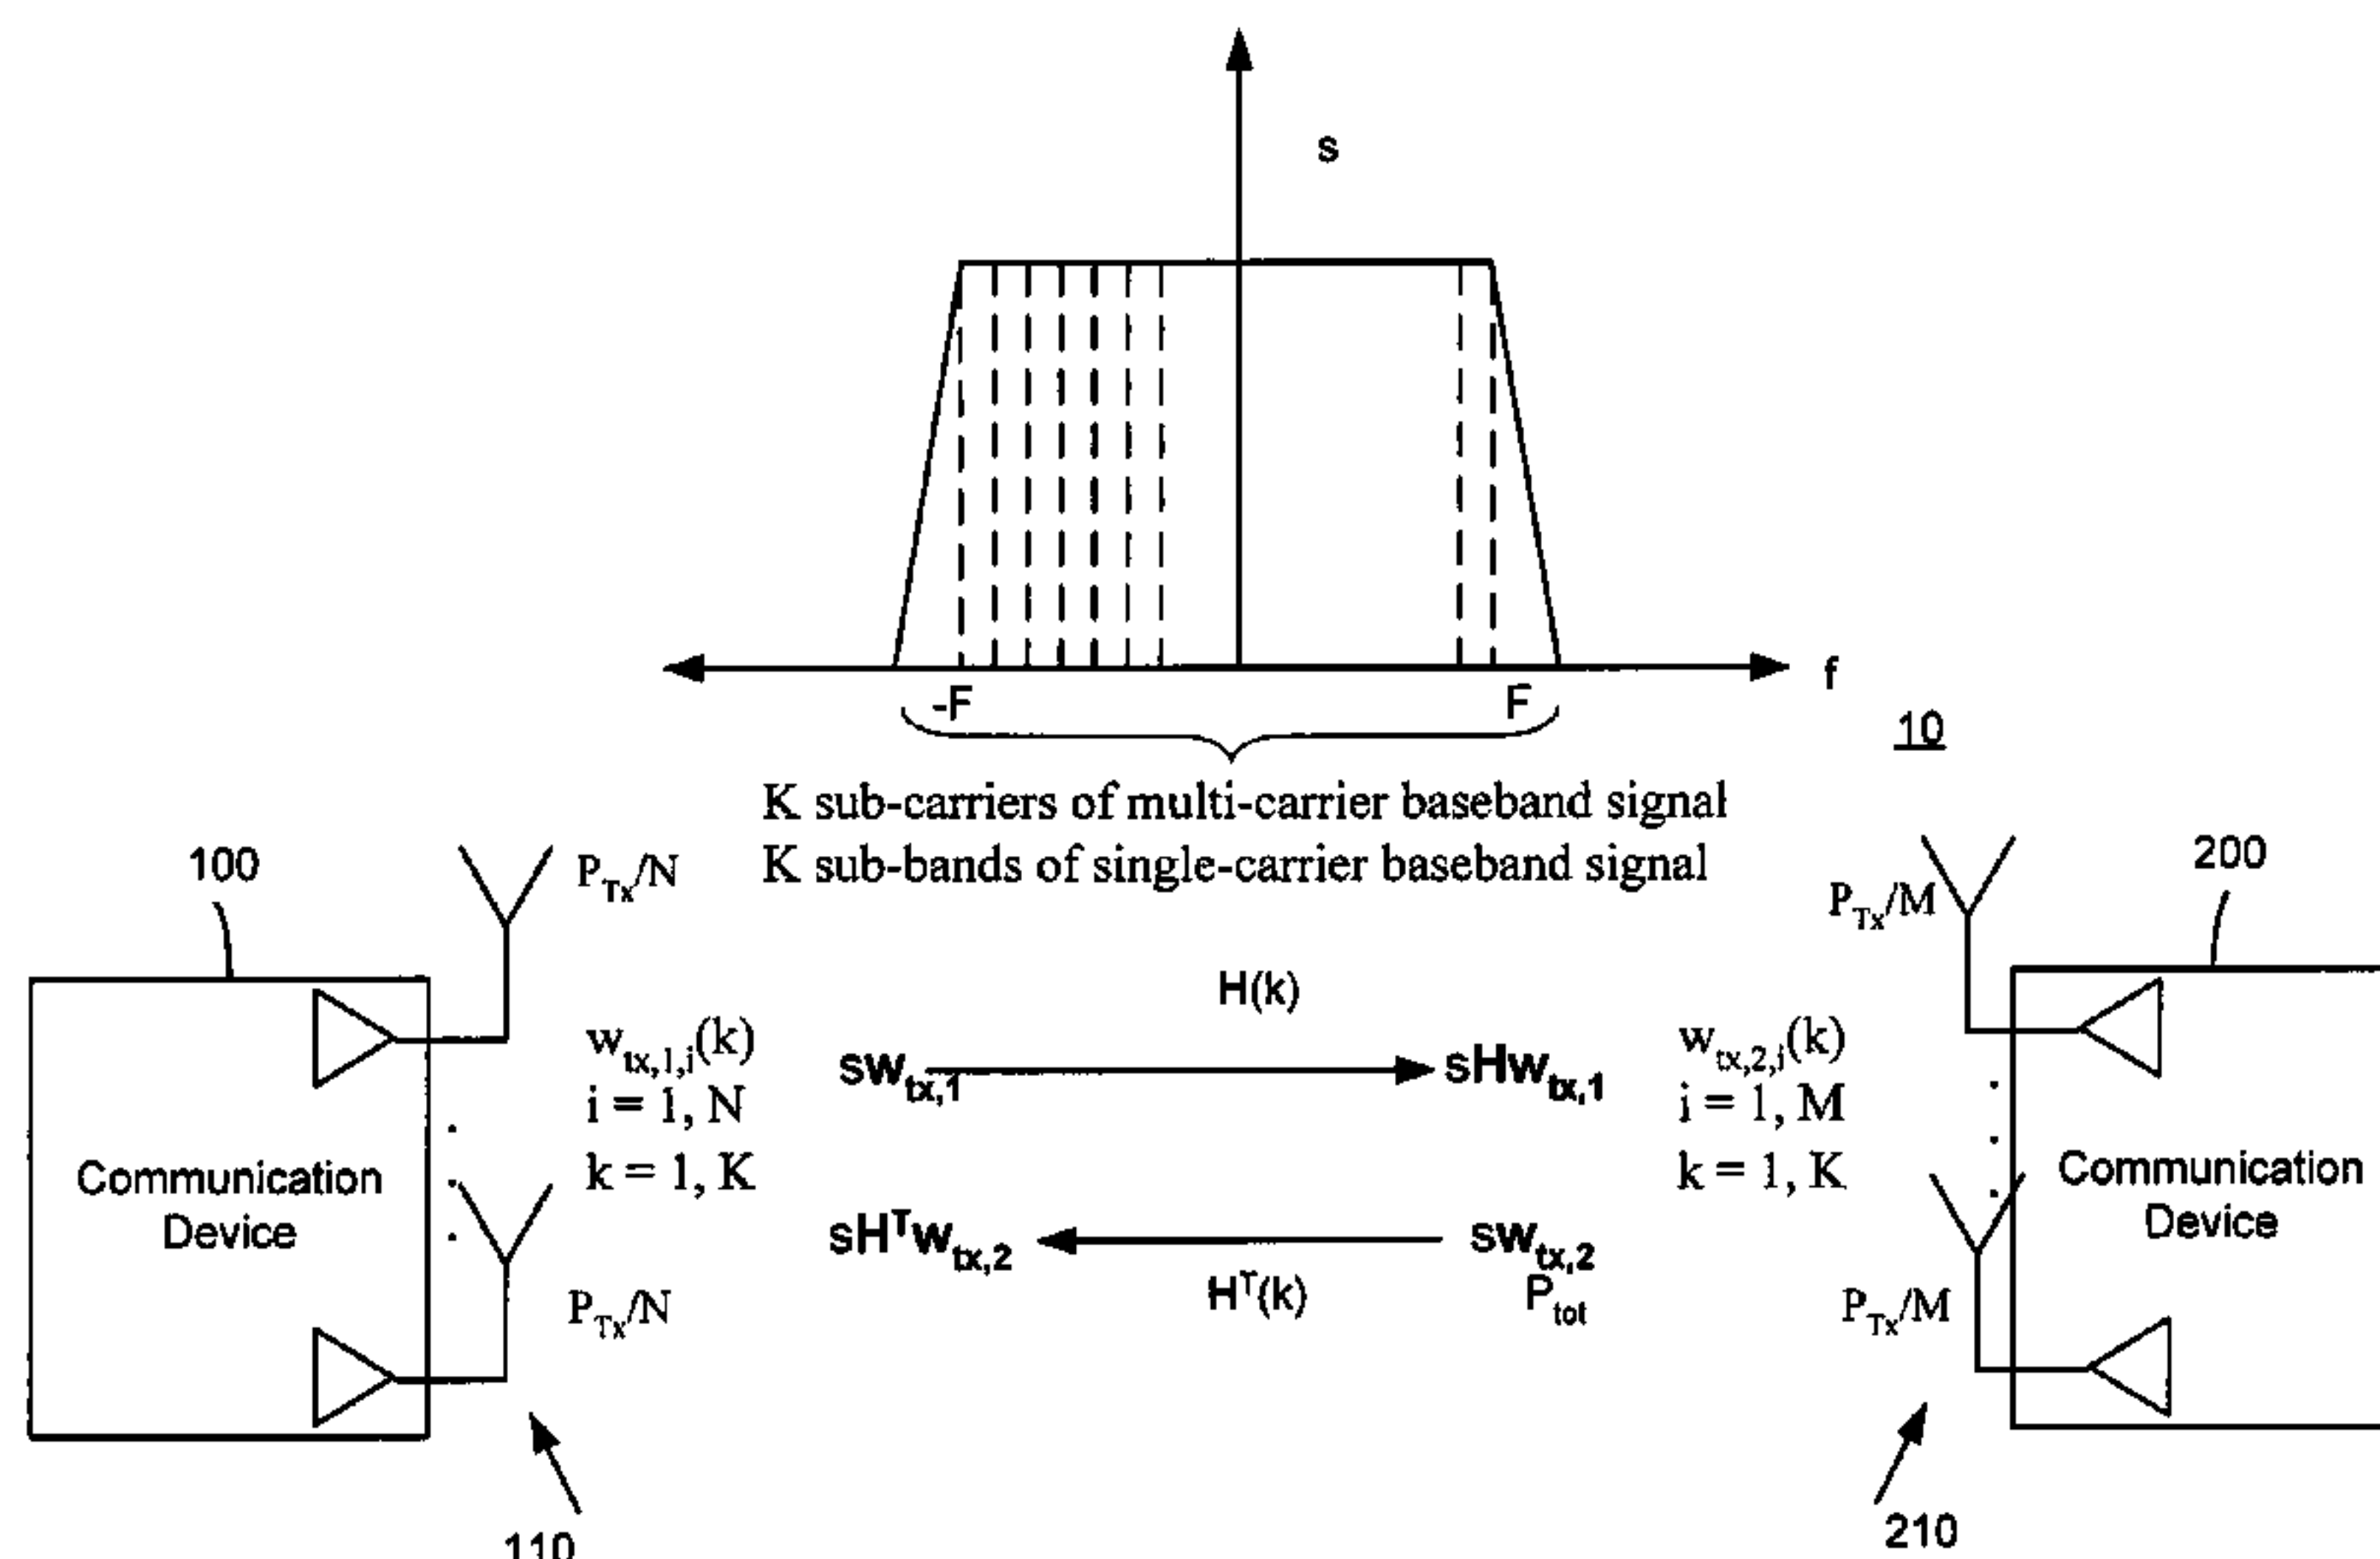 s
f
-F
F
10
K sub-carriers of multi-carrier baseband signal
K sub-bands of single-carrier baseband signal
100
P_Tx/N
P_Tx/M
200
H(k)
w_tx,1,i(k)
i = 1, N
k = 1, K
sw_tx,1
sHw_tx,1
w_tx,2,i(k)
i = 1, M
k = 1, K
Communication
Device
Communication
Device
sH^T w_tx,2
sw_tx,2
H^T(k)
P_tot
P_Tx/N
P_Tx/M
110
210